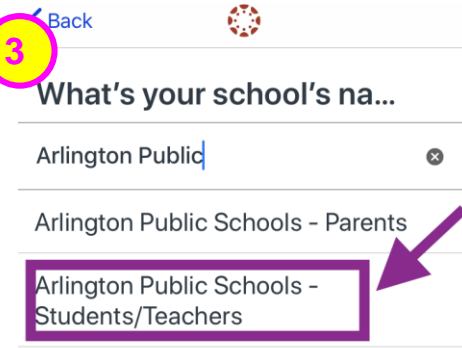 Back
3
What's your school's na...
Arlington Public
Arlington Public Schools - Parents
Arlington Public Schools -
Students/Teachers